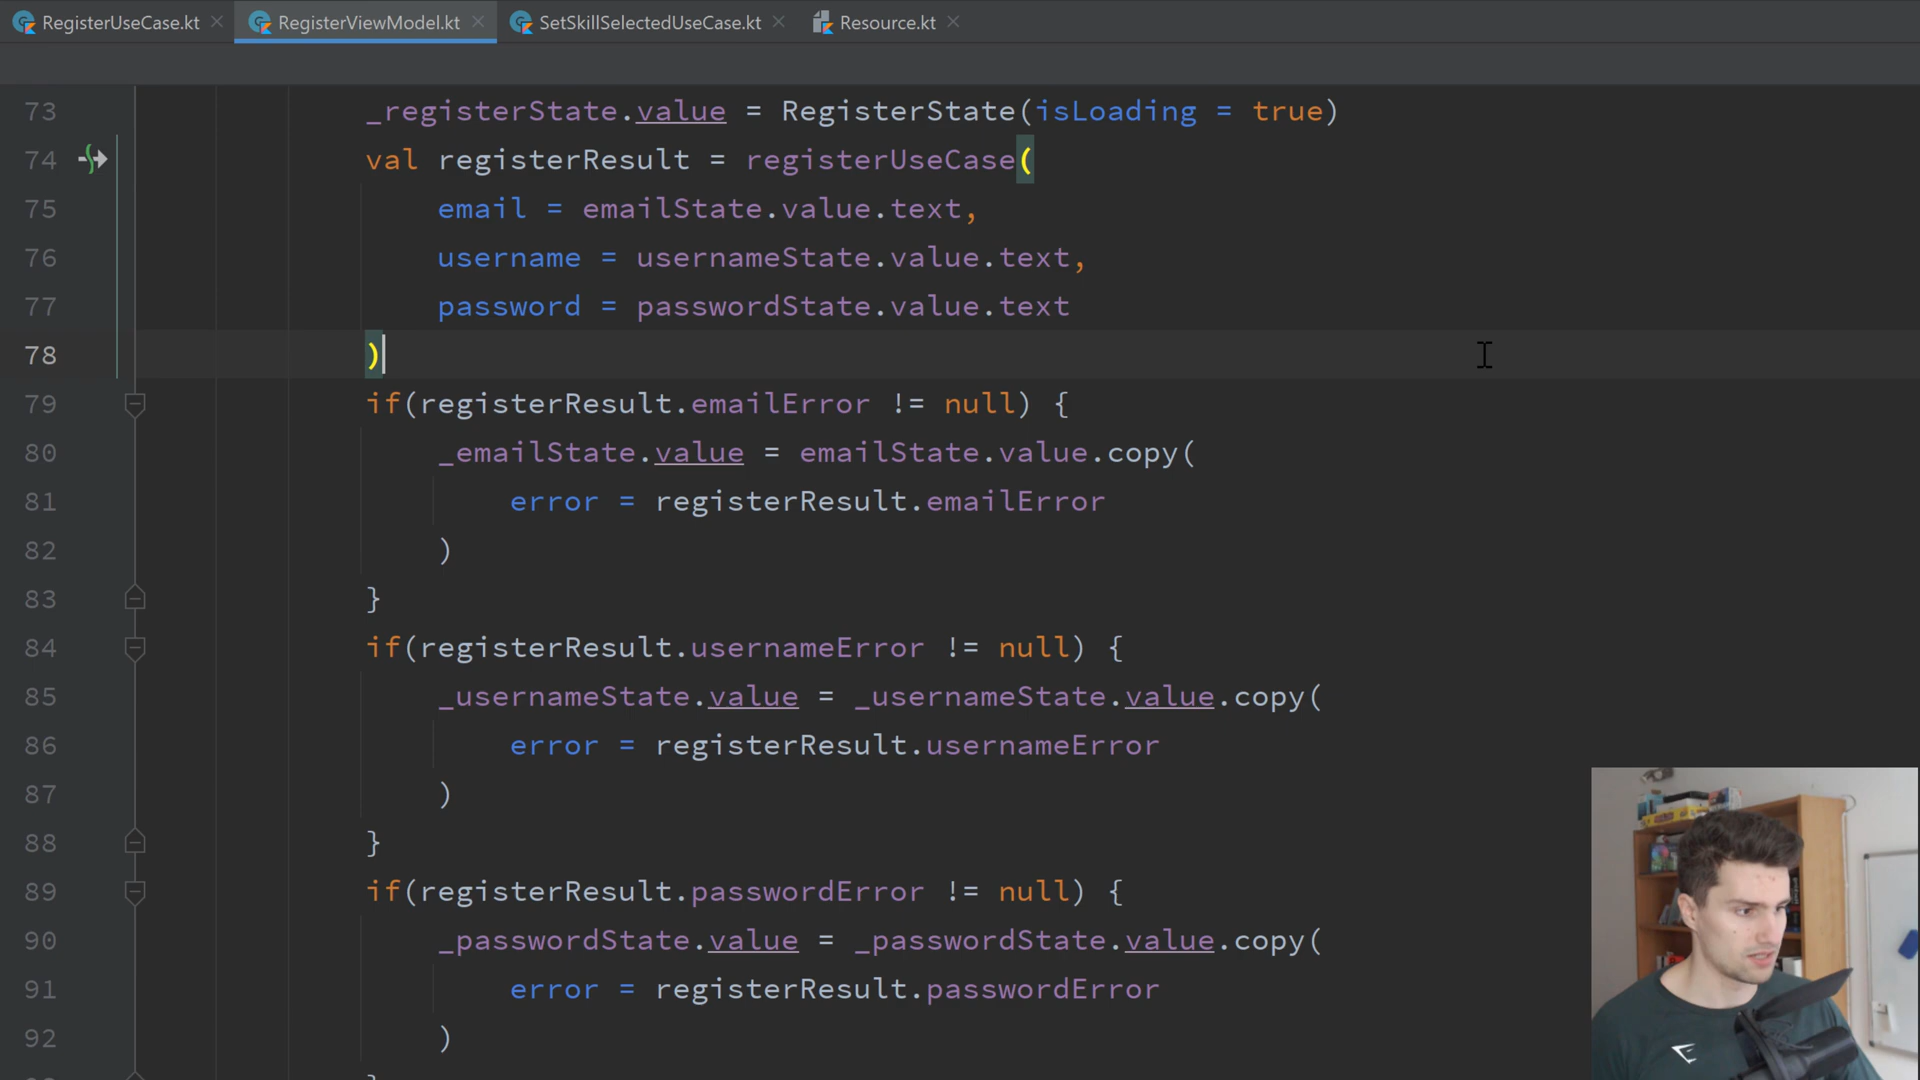 RegisterUseCase.kt RegisterViewModel.kt SetSkillSelectedUseCase.kt Resource.kt
73 _registerState.value = RegisterState(isLoading = true)
74 val registerResult = registerUseCase(
75 email = emailState.value.text,
76 username = usernameState.value.text,
77 password = passwordState.value.text
78 )
79 if(registerResult.emailError != null) {
80 _emailState.value = emailState.value.copy(
81 error = registerResult.emailError
82 )
83 }
84 if(registerResult.usernameError != null) {
85 _usernameState.value = _usernameState.value.copy(
86 error = registerResult.usernameError
87 )
88 }
89 if(registerResult.passwordError != null) {
90 _passwordState.value = _passwordState.value.copy(
91 error = registerResult.passwordError
92 )